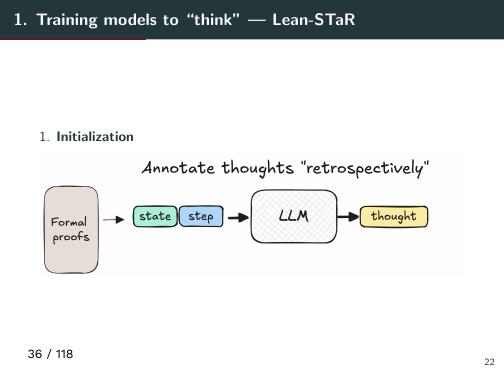 1. Training models to “think” — Lean-STaR
1. Initialization
Annotate thoughts "retrospectively"
Formal
proofs
state step LLM thought
36 / 118
22